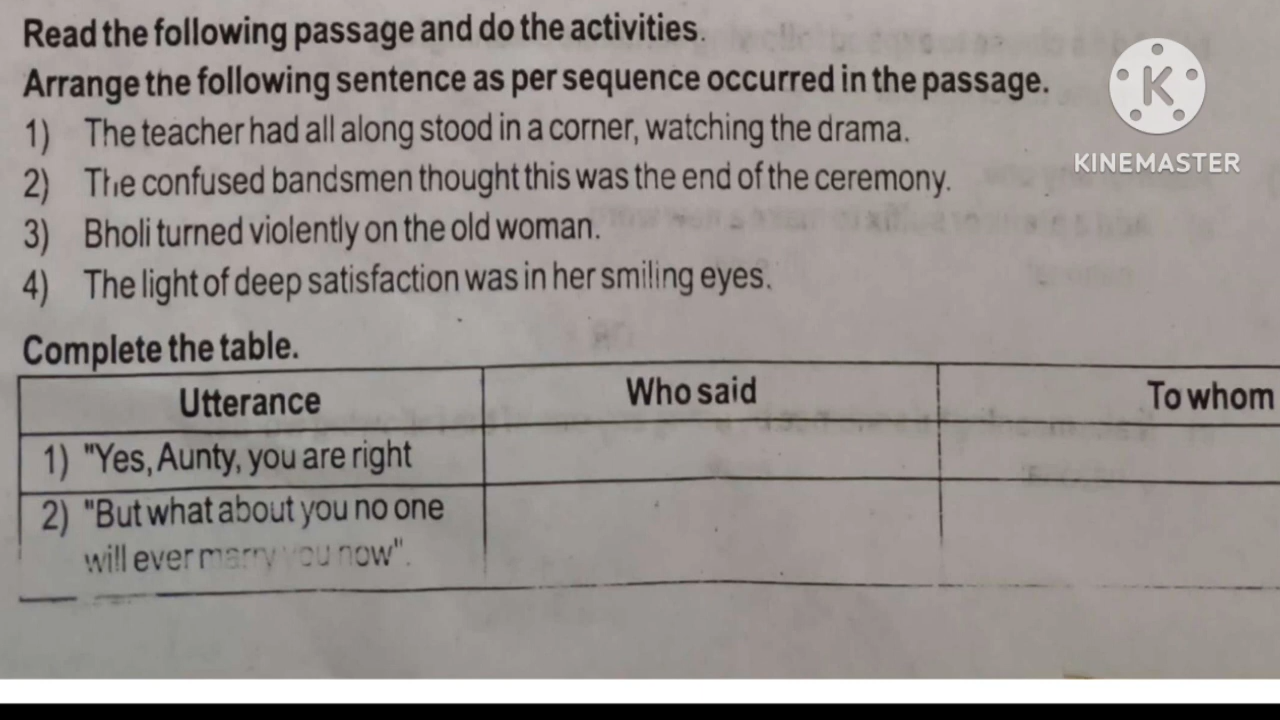 Read the following passage and do the activities.
Arrange the following sentence as per sequence occurred in the passage.
1) The teacher had all along stood in a corner, watching the drama.
2) The confused bandsmen thought this was the end of the ceremony.
3) Bholi turned violently on the old woman.
4) The light of deep satisfaction was in her smiling eyes.
Complete the table.
Utterance Who said To whom
1) "Yes, Aunty, you are right
2) "But what about you no one
will ever marry you now".
K
KINEMASTER